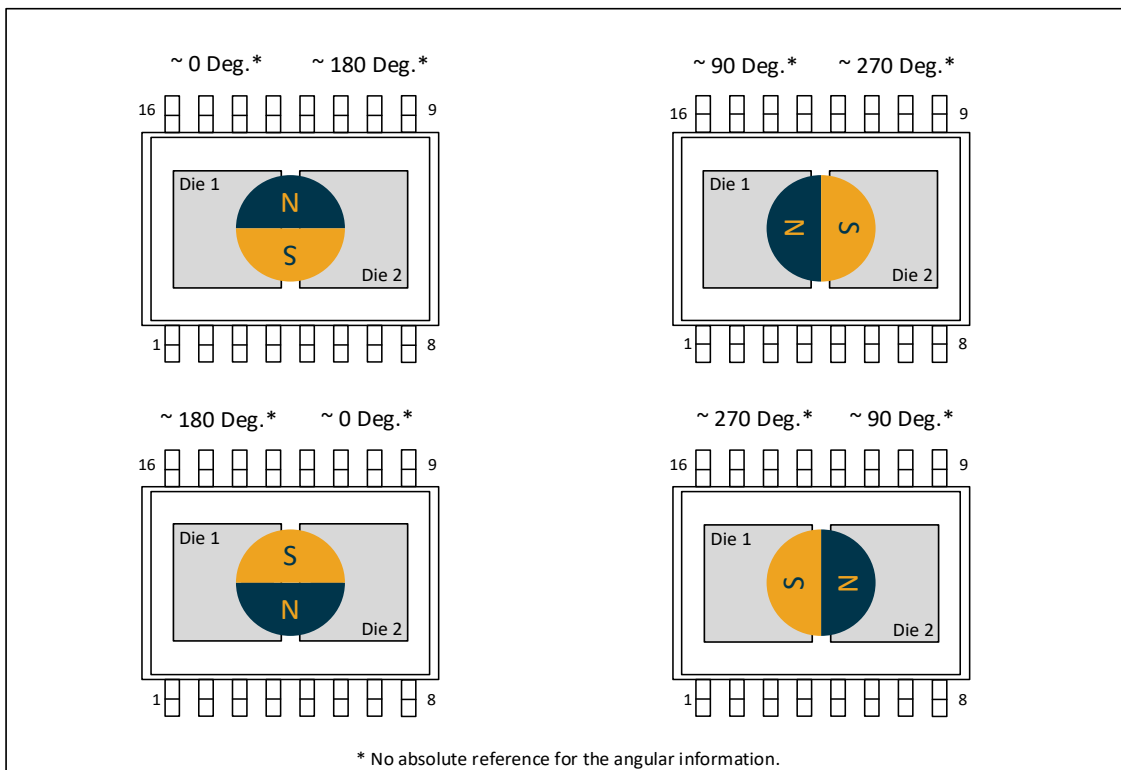 ~ 0 Deg.* ~ 180 Deg.*
16 9
Die 1
N
S
Die 2
1 8
~ 90 Deg.* ~ 270 Deg.*
16 9
Die 1
N S
Die 2
1 8
~ 180 Deg.* ~ 0 Deg.*
16 9
Die 1
S
N
Die 2
1 8
~ 270 Deg.* ~ 90 Deg.*
16 9
Die 1
S N
Die 2
1 8
* No absolute reference for the angular information.